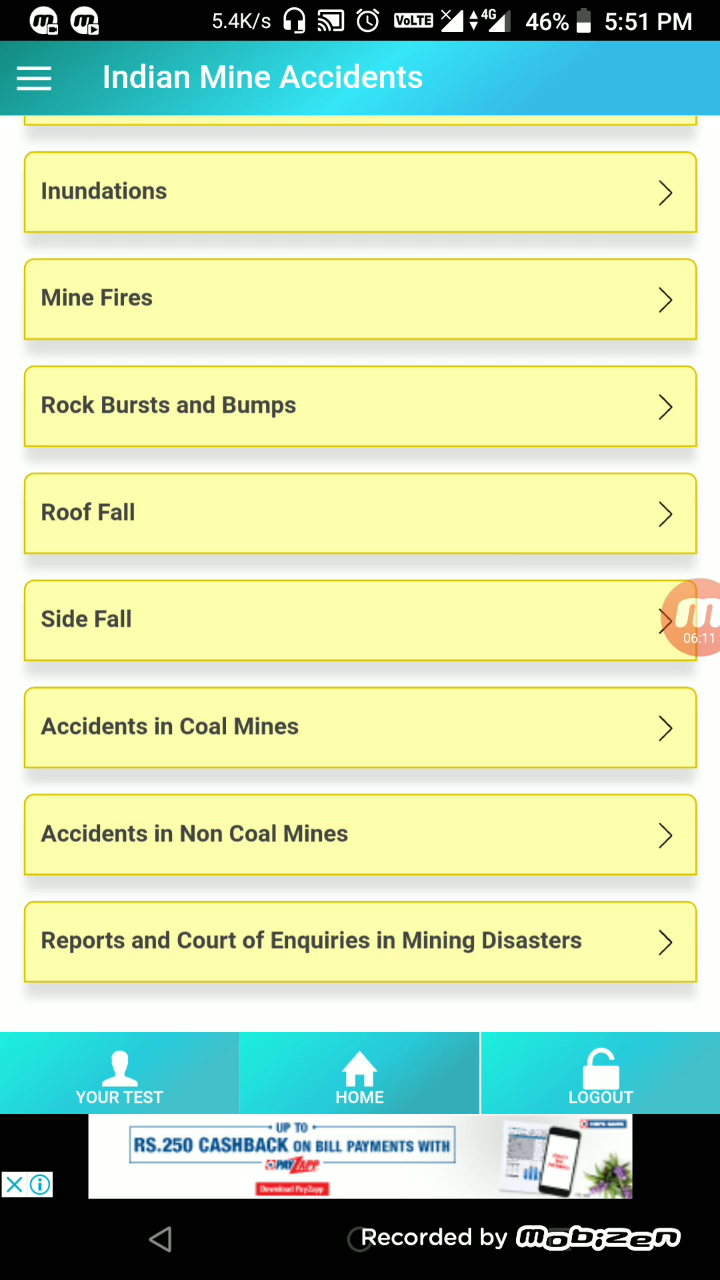 5.4K/s VoLTE 4G 46% 5:51 PM
Indian Mine Accidents
Inundations
Mine Fires
Rock Bursts and Bumps
Roof Fall
Side Fall
06:11
Accidents in Coal Mines
Accidents in Non Coal Mines
Reports and Court of Enquiries in Mining Disasters
YOUR TEST HOME LOGOUT
UP TO
RS.250 CASHBACK ON BILL PAYMENTS WITH
PAYZAPP
Download PayZapp
Recorded by mobizen